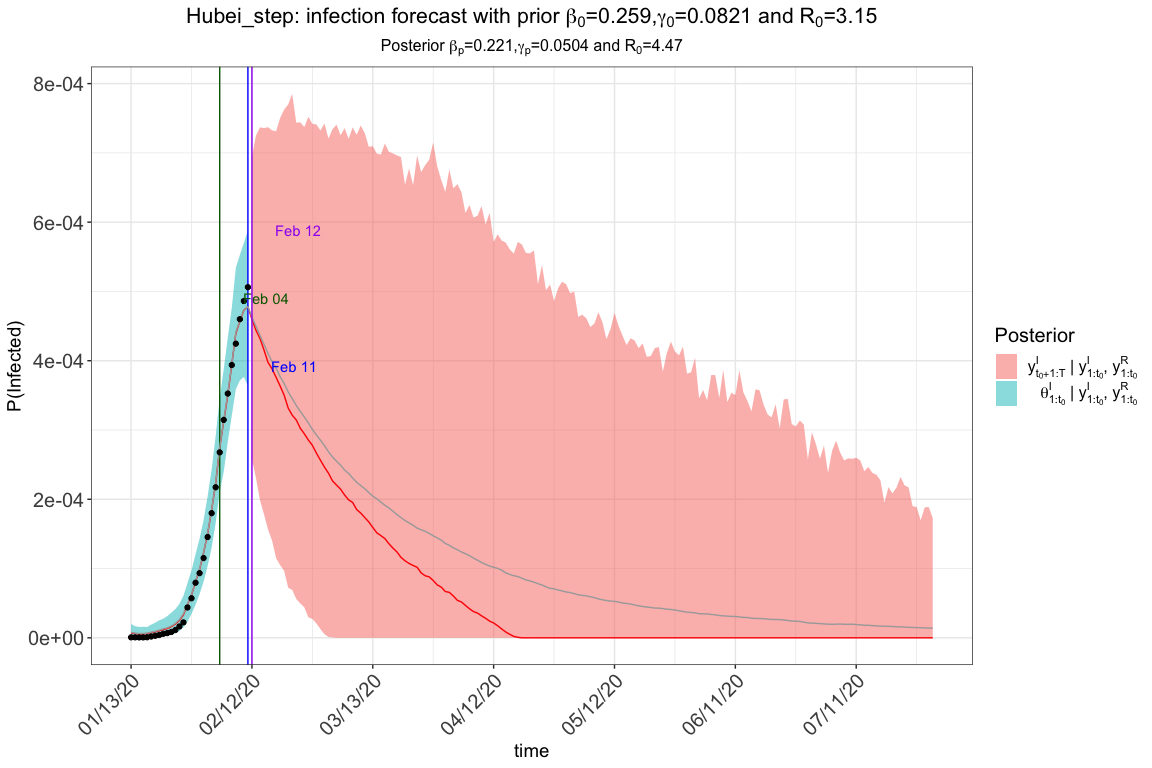 Hubei_step: infection forecast with prior β₀=0.259,γ₀=0.0821 and R₀=3.15
Posterior βₚ=0.221,γₚ=0.0504 and R₀=4.47
P(Infected)
8e-04
6e-04
4e-04
2e-04
0e+00
Feb 12
Feb 04
Feb 11
01/13/20
02/12/20
03/13/20
04/12/20
05/12/20
06/11/20
07/11/20
time
Posterior
y^I_{t₀+1:T} | y^I_{1:t₀}, y^R_{1:t₀}
θ^I_{1:t₀} | y^I_{1:t₀}, y^R_{1:t₀}